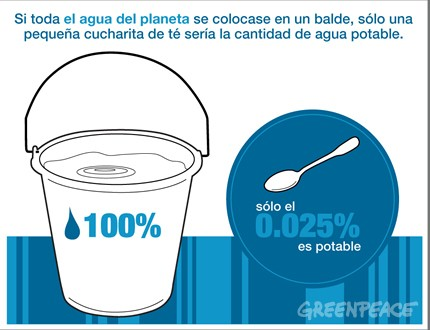 Si toda el agua del planeta se colocase en un balde, sólo una
pequeña cucharita de té sería la cantidad de agua potable.
100%
sólo el
0.025%
es potable
GREENPEACE